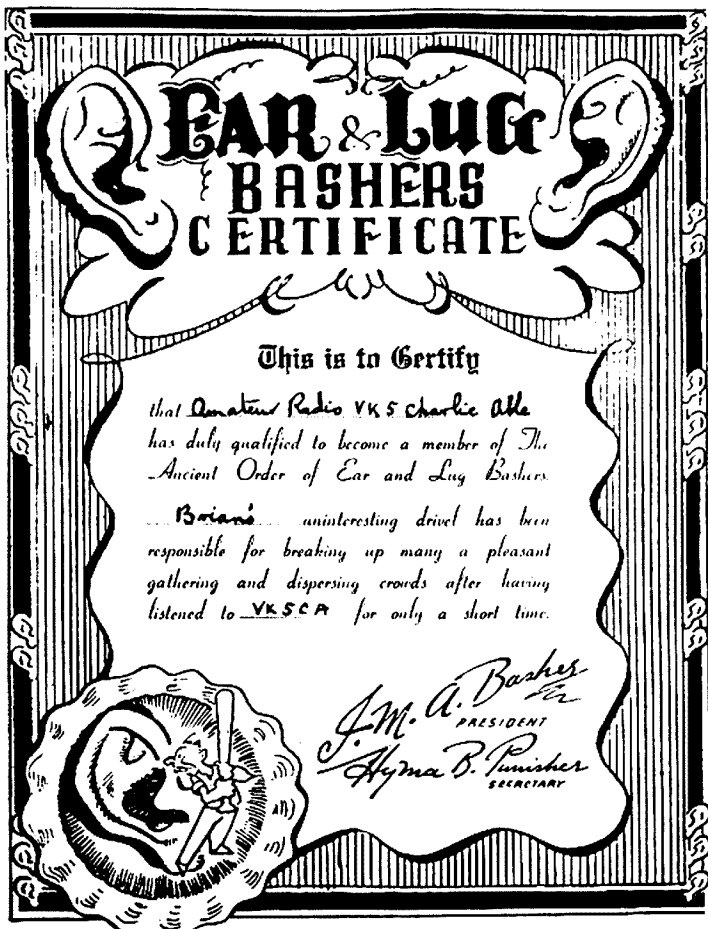 EAR & LUG
BASHERS
CERTIFICATE
This is to Certify
that Amateur Radio VK5 Charlie Able
has duly qualified to become a member of The
Ancient Order of Ear and Lug Bashers.
Brian's uninteresting drivel has been
responsible for breaking up many a pleasant
gathering and dispersing crowds after having
listened to VK5CA for only a short time.
J. M. A. Basher
PRESIDENT
Hyma B. Punisher
SECRETARY